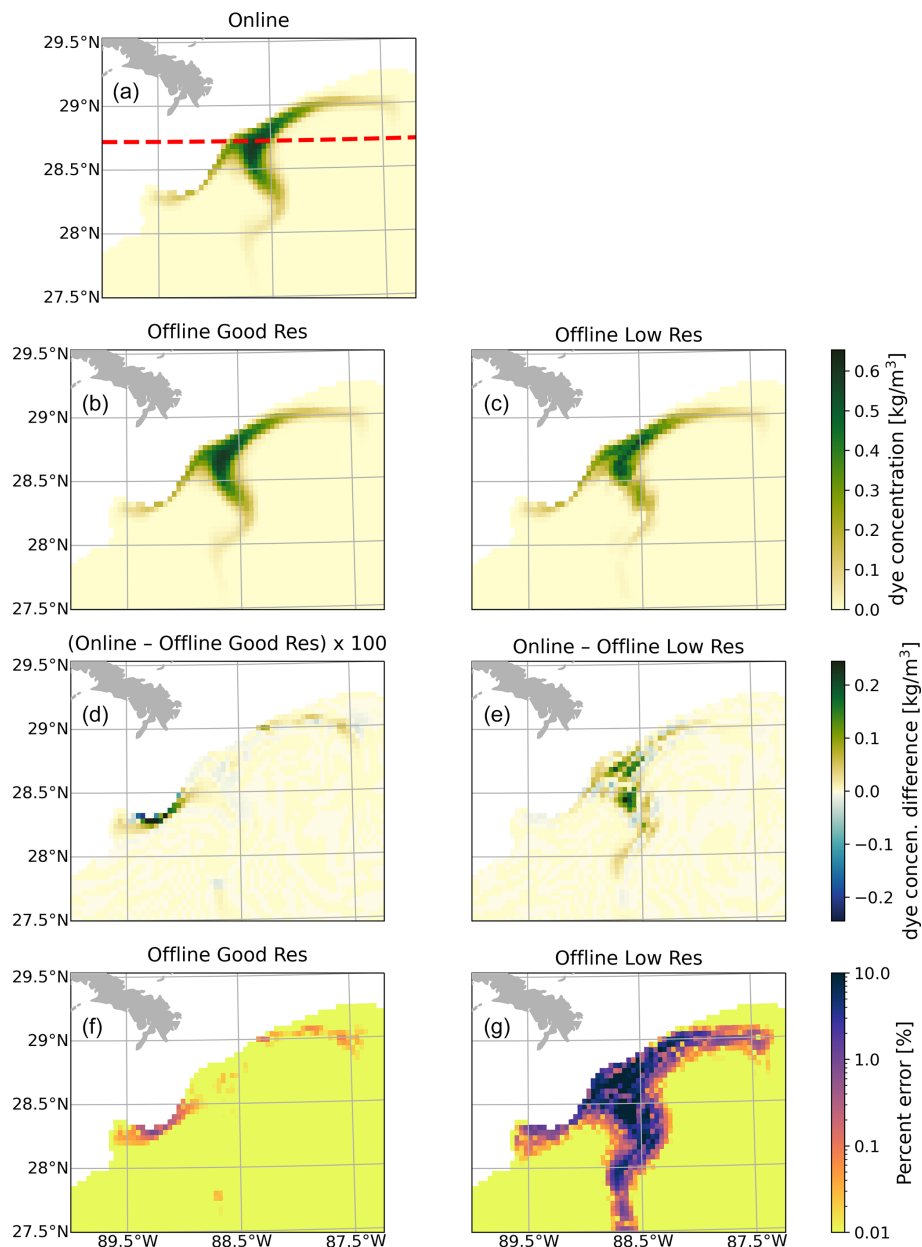 Online
29.5°N
(a)
29°N
28.5°N
28°N
27.5°N
Offline Good Res
Offline Low Res
29.5°N
(b)
(c)
29°N
28.5°N
28°N
27.5°N
0.6
0.5
0.4
0.3
0.2
0.1
0.0
dye concentration [kg/m³]
(Online – Offline Good Res) x 100
Online – Offline Low Res
29.5°N
(d)
(e)
29°N
28.5°N
28°N
27.5°N
0.2
0.1
0.0
−0.1
−0.2
dye concen. difference [kg/m³]
Offline Good Res
Offline Low Res
29.5°N
(f)
(g)
29°N
28.5°N
28°N
27.5°N
89.5°W
88.5°W
87.5°W
89.5°W
88.5°W
87.5°W
10.0
1.0
0.1
0.01
Percent error [%]